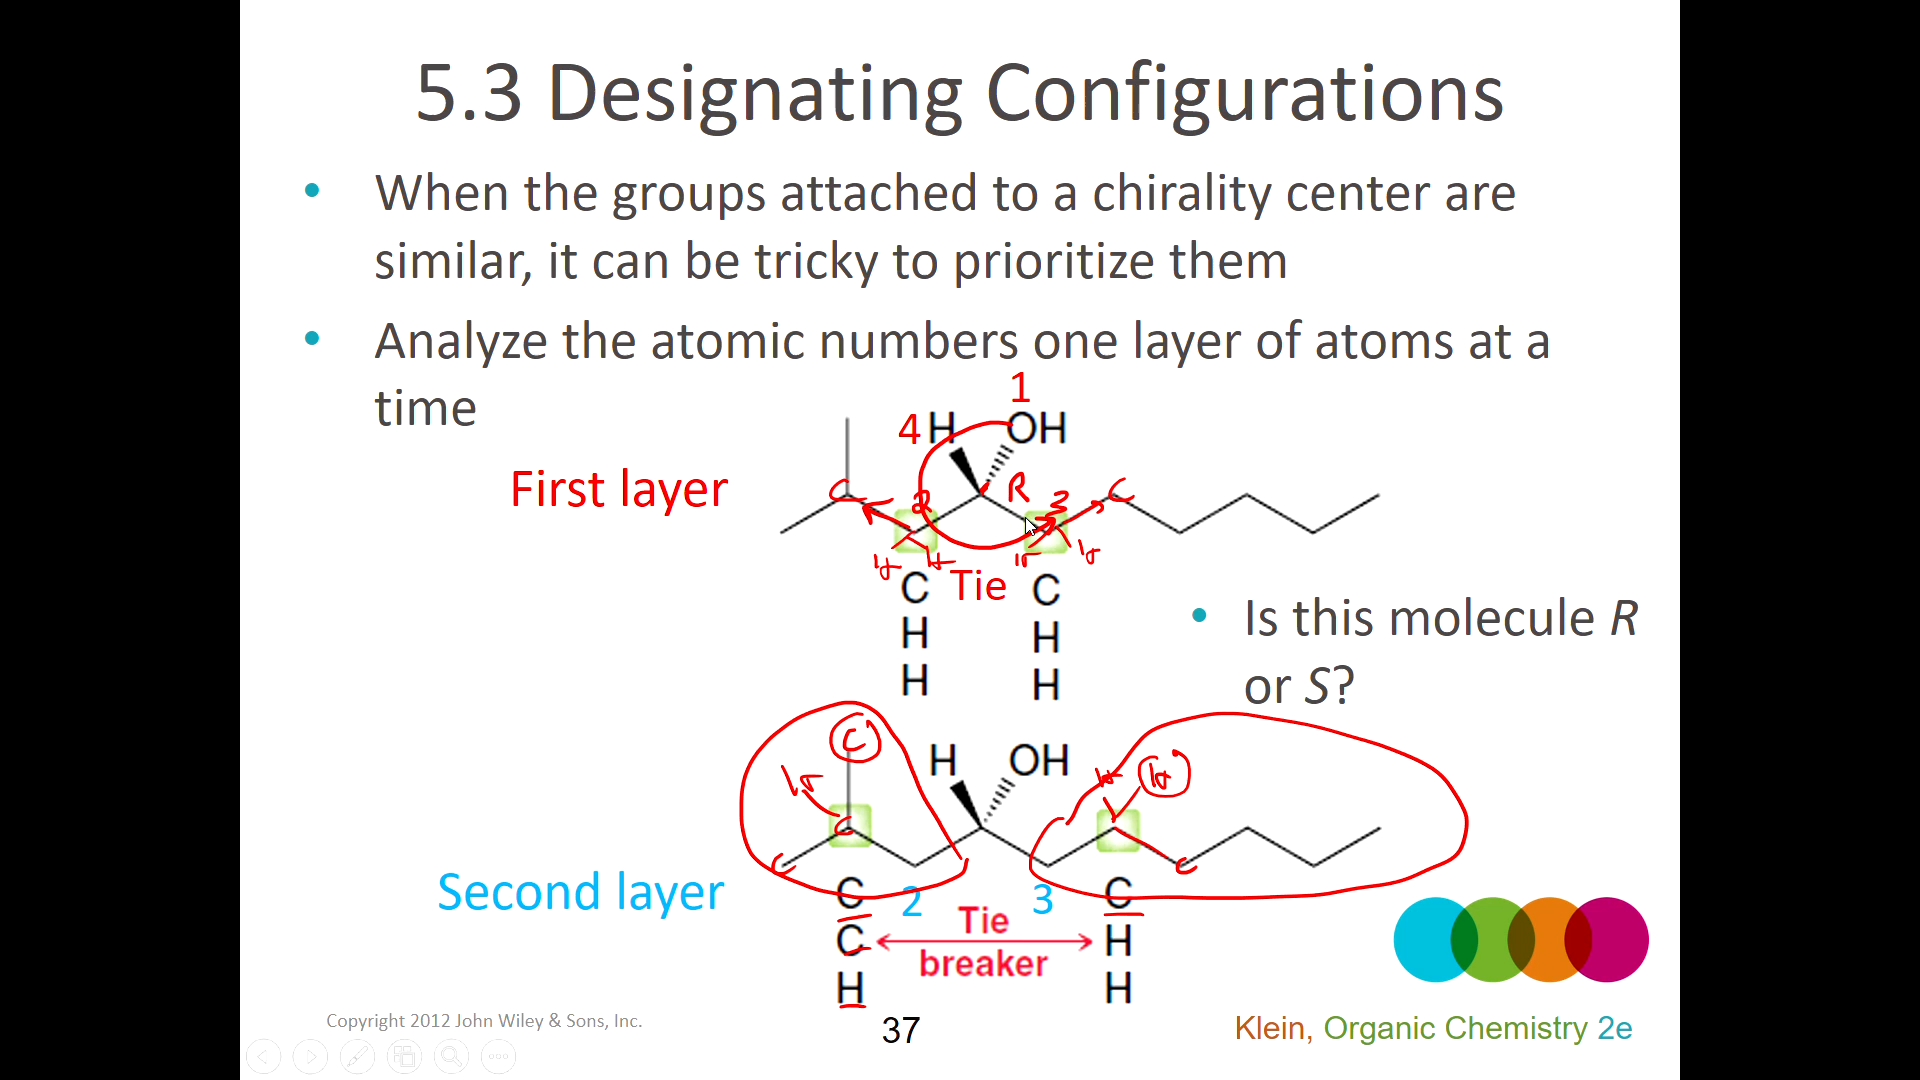 5.3 Designating Configurations
• When the groups attached to a chirality center are
similar, it can be tricky to prioritize them
• Analyze the atomic numbers one layer of atoms at a
time
1
4 H OH
First layer
C 2 R 3 C
H H H H
C Tie C
H H
H H
• Is this molecule R
or S?
C
H OH
H H H
C
C C
Second layer
C 2 3 C
Tie
C H
breaker
H H
Copyright 2012 John Wiley & Sons, Inc.
37
Klein, Organic Chemistry 2e